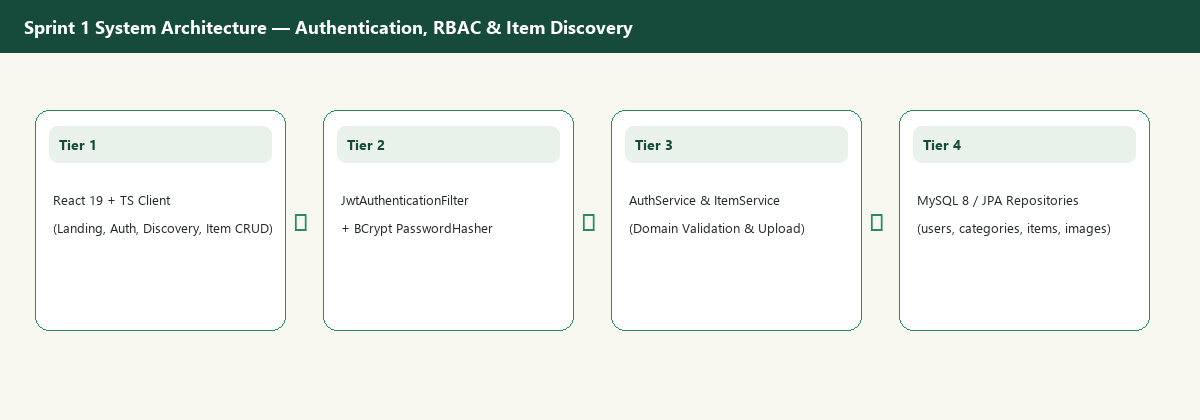 Sprint 1 System Architecture — Authentication, RBAC & Item Discovery
Tier 1
React 19 + TS Client
(Landing, Auth, Discovery, Item CRUD)
Tier 2
JwtAuthenticationFilter
+ BCrypt PasswordHasher
Tier 3
AuthService & ItemService
(Domain Validation & Upload)
Tier 4
MySQL 8 / JPA Repositories
(users, categories, items, images)